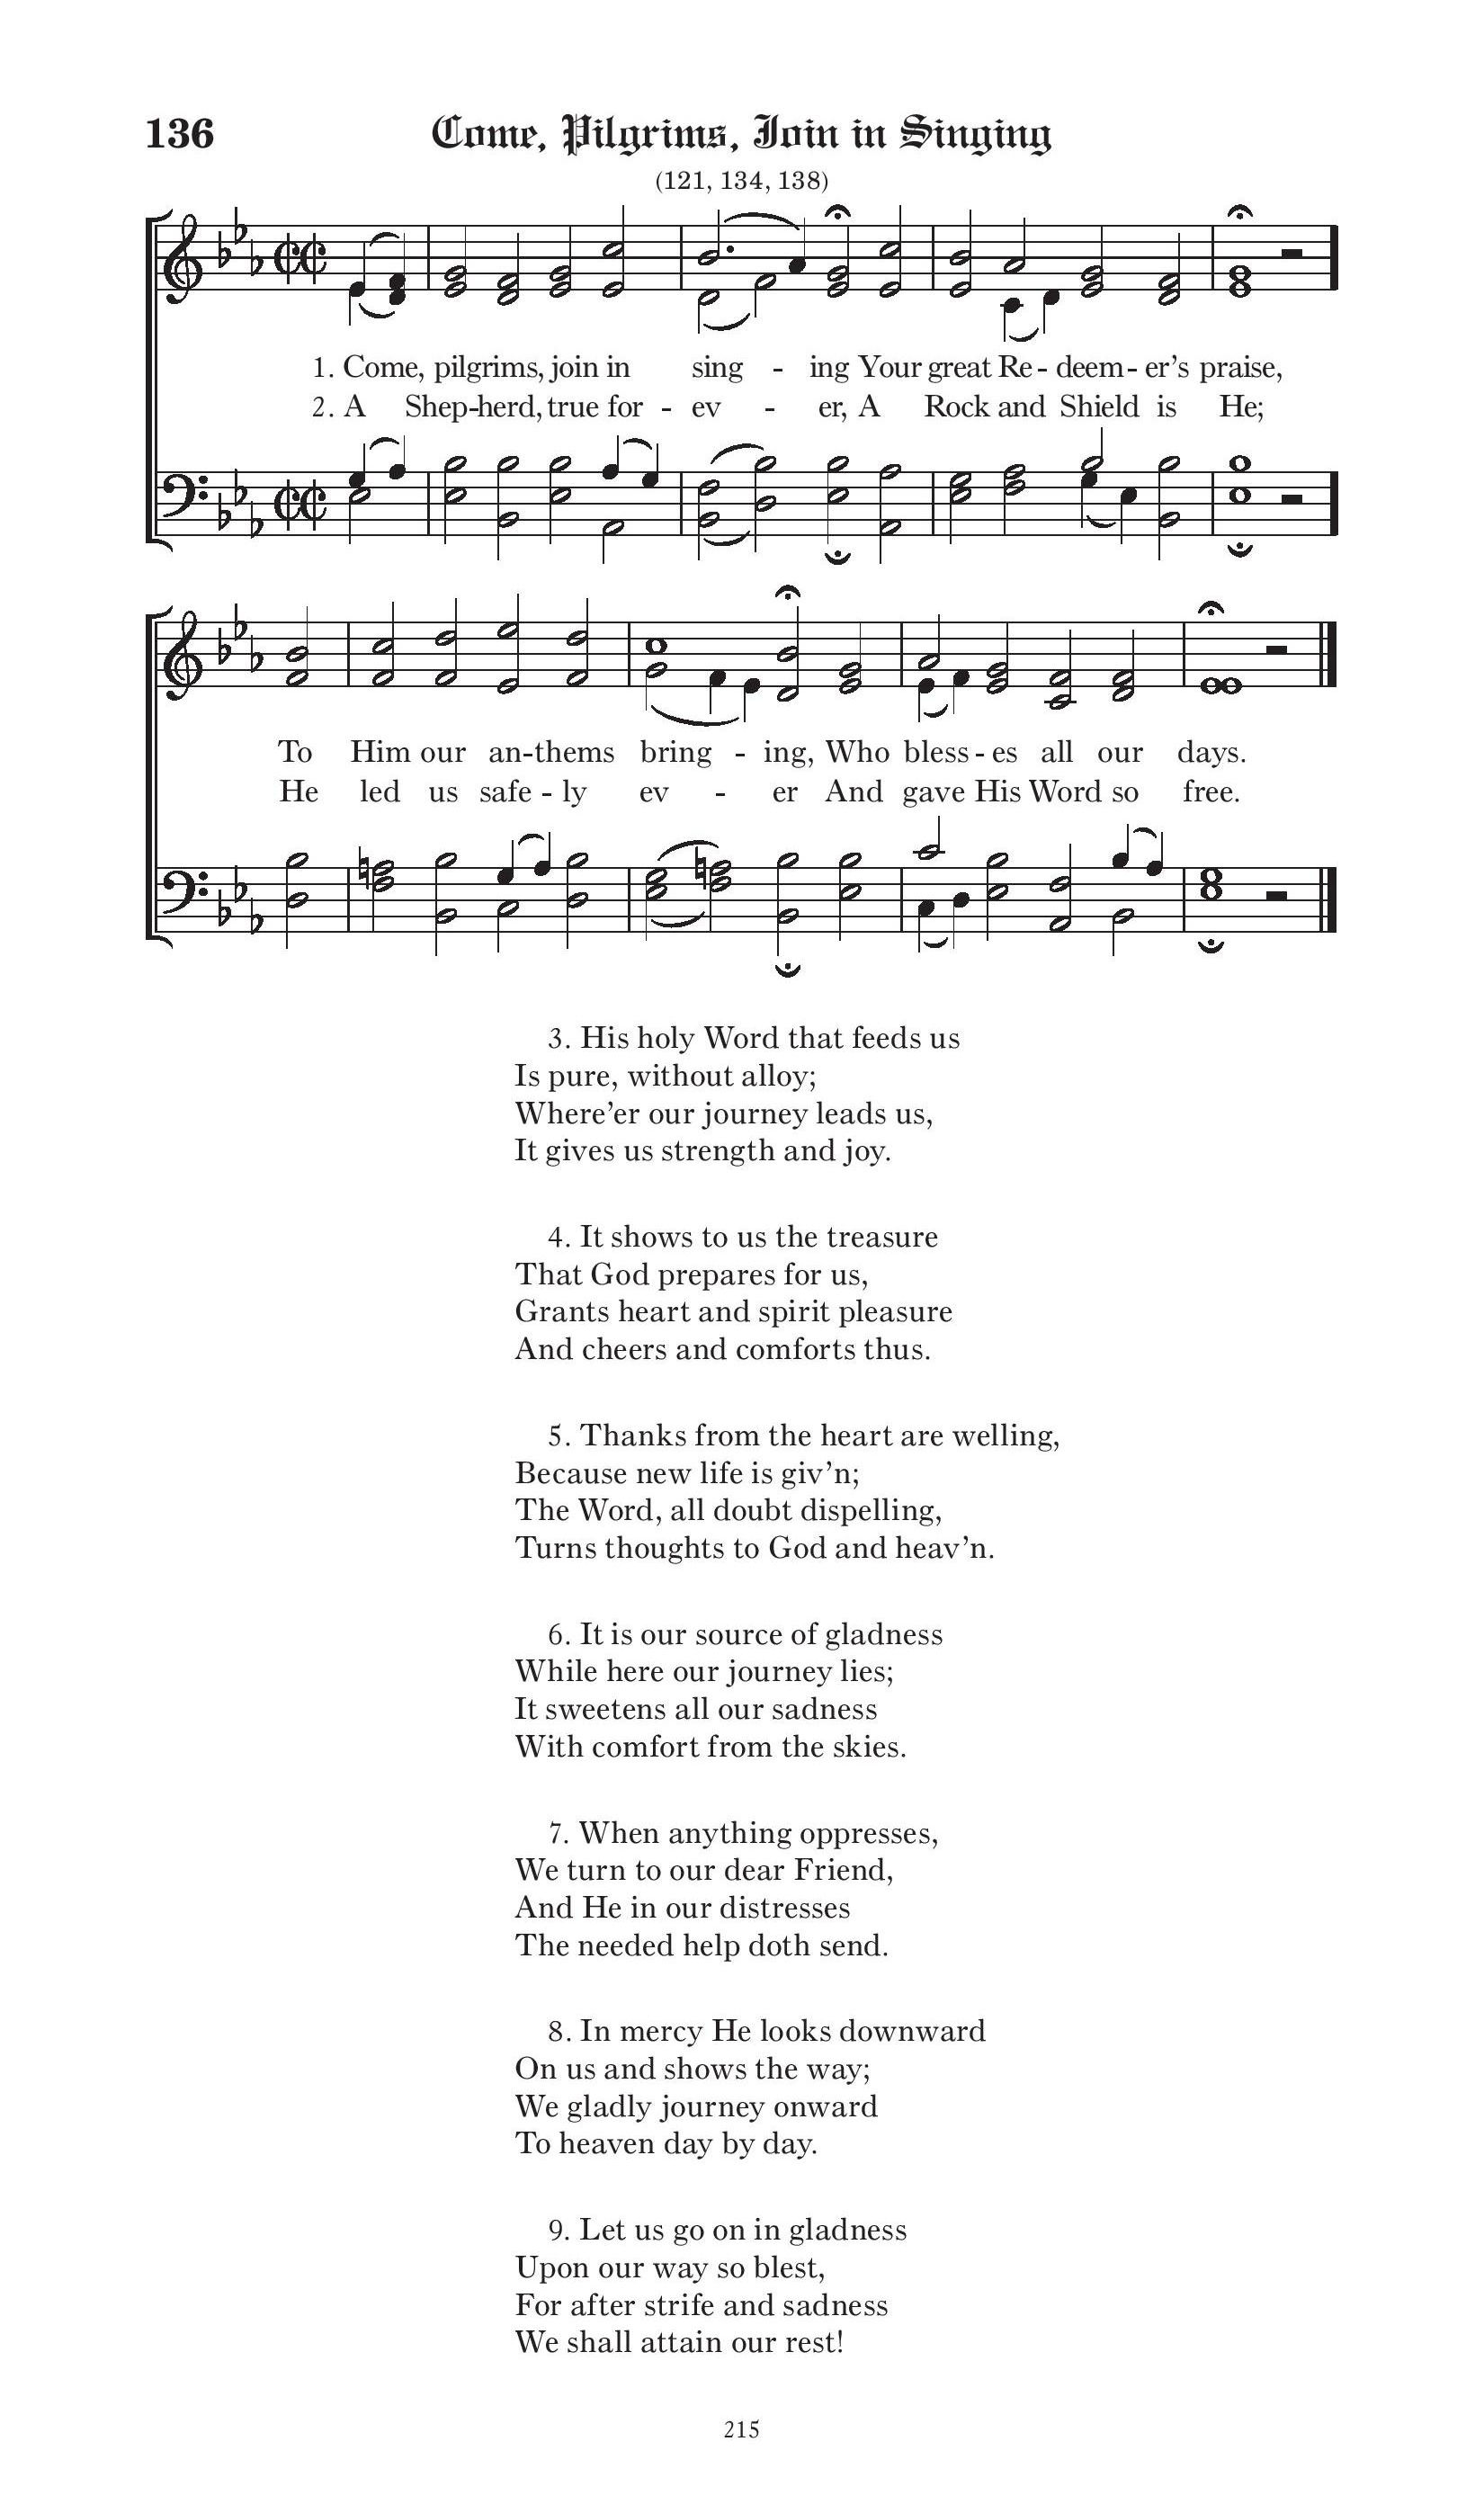 136 Come, Pilgrims, Join in Singing
(121, 134, 138)
1. Come, pilgrims, join in sing - ing Your great Re - deem - er’s praise,
2. A Shep-herd, true for - ev - er, A Rock and Shield is He;
To Him our an-thems bring - ing, Who bless - es all our days.
He led us safe - ly ev - er And gave His Word so free.
3. His holy Word that feeds us
Is pure, without alloy;
Where’er our journey leads us,
It gives us strength and joy.
4. It shows to us the treasure
That God prepares for us,
Grants heart and spirit pleasure
And cheers and comforts thus.
5. Thanks from the heart are welling,
Because new life is giv’n;
The Word, all doubt dispelling,
Turns thoughts to God and heav’n.
6. It is our source of gladness
While here our journey lies;
It sweetens all our sadness
With comfort from the skies.
7. When anything oppresses,
We turn to our dear Friend,
And He in our distresses
The needed help doth send.
8. In mercy He looks downward
On us and shows the way;
We gladly journey onward
To heaven day by day.
9. Let us go on in gladness
Upon our way so blest,
For after strife and sadness
We shall attain our rest!
215